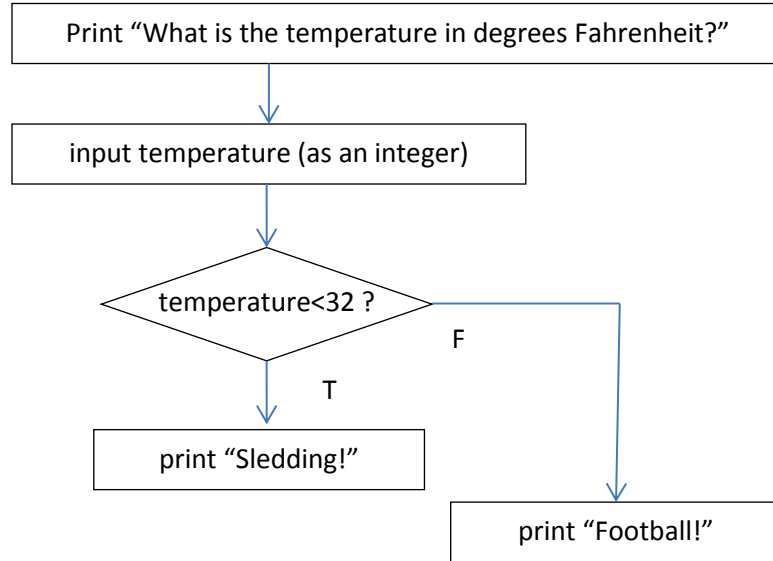 Print “What is the temperature in degrees Fahrenheit?”
input temperature (as an integer)
temperature<32 ?
F
T
print “Sledding!”
print “Football!”